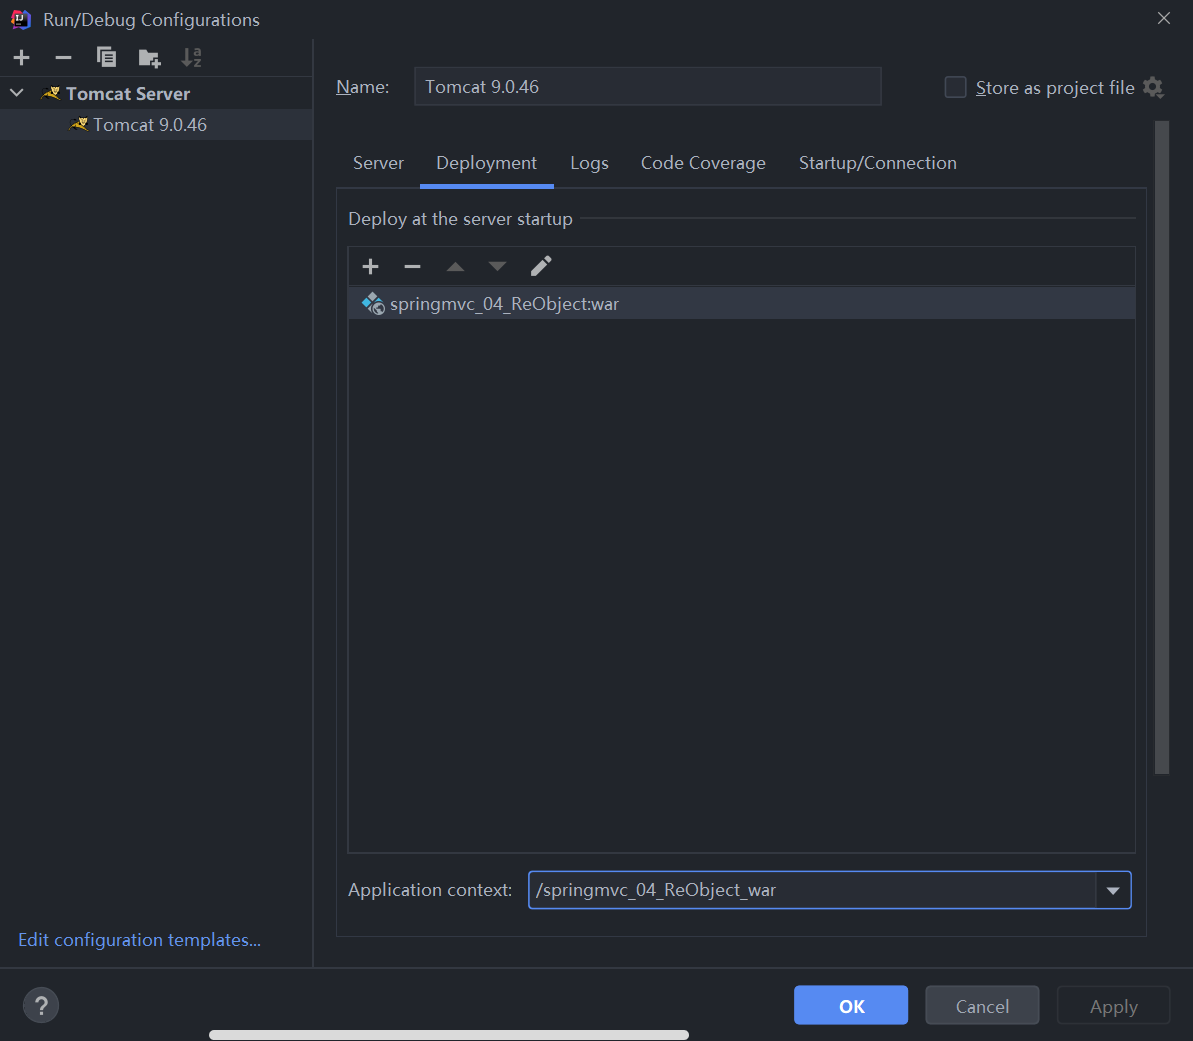 Run/Debug Configurations
Tomcat Server
Tomcat 9.0.46
Edit configuration templates...
Name:
Tomcat 9.0.46
Store as project file
Server
Deployment
Logs
Code Coverage
Startup/Connection
Deploy at the server startup
springmvc_04_ReObject:war
Application context:
/springmvc_04_ReObject_war
?
OK
Cancel
Apply